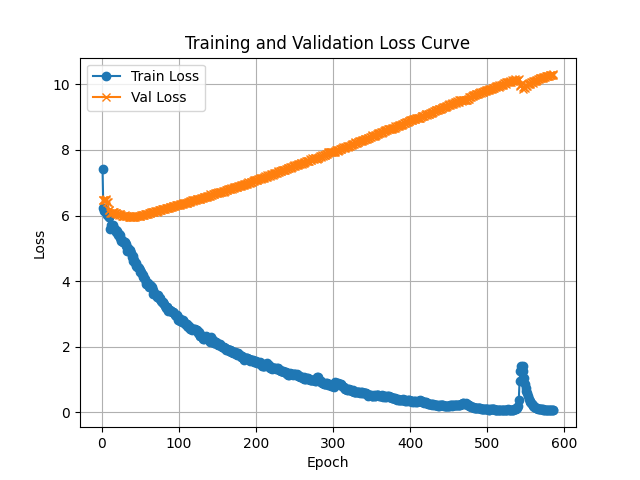 Training and Validation Loss Curve
Train Loss
Val Loss
10
8
6
4
2
0
Loss
0 100 200 300 400 500 600
Epoch